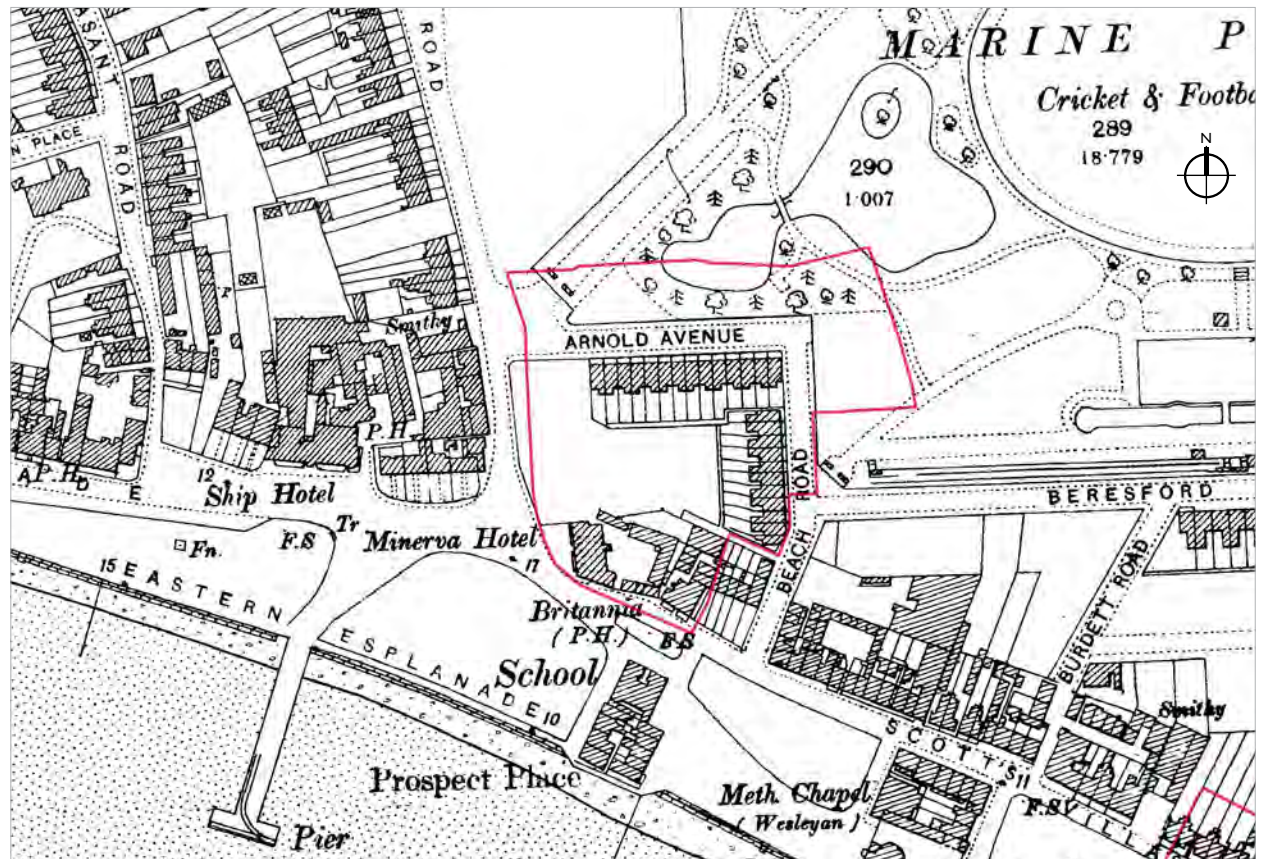 MARINE P
Cricket & Footba
289
18·779
N
290
1·007
ASANT ROAD
N PLACE
ROAD
Smithy
ARNOLD AVENUE
P.H.
P.H.
A D E
12
Ship Hotel
Tr
F.S
Fn.
Minerva Hotel
17
BEACH ROAD
BERESFORD
BURDETT ROAD
15 EASTERN ESPLANADE 10
Britannia
( P.H. )
F.S
School
Prospect Place
Pier
Meth. Chapel
( Wesleyan )
SCOTT'S VILLA
11
F.S
Smithy